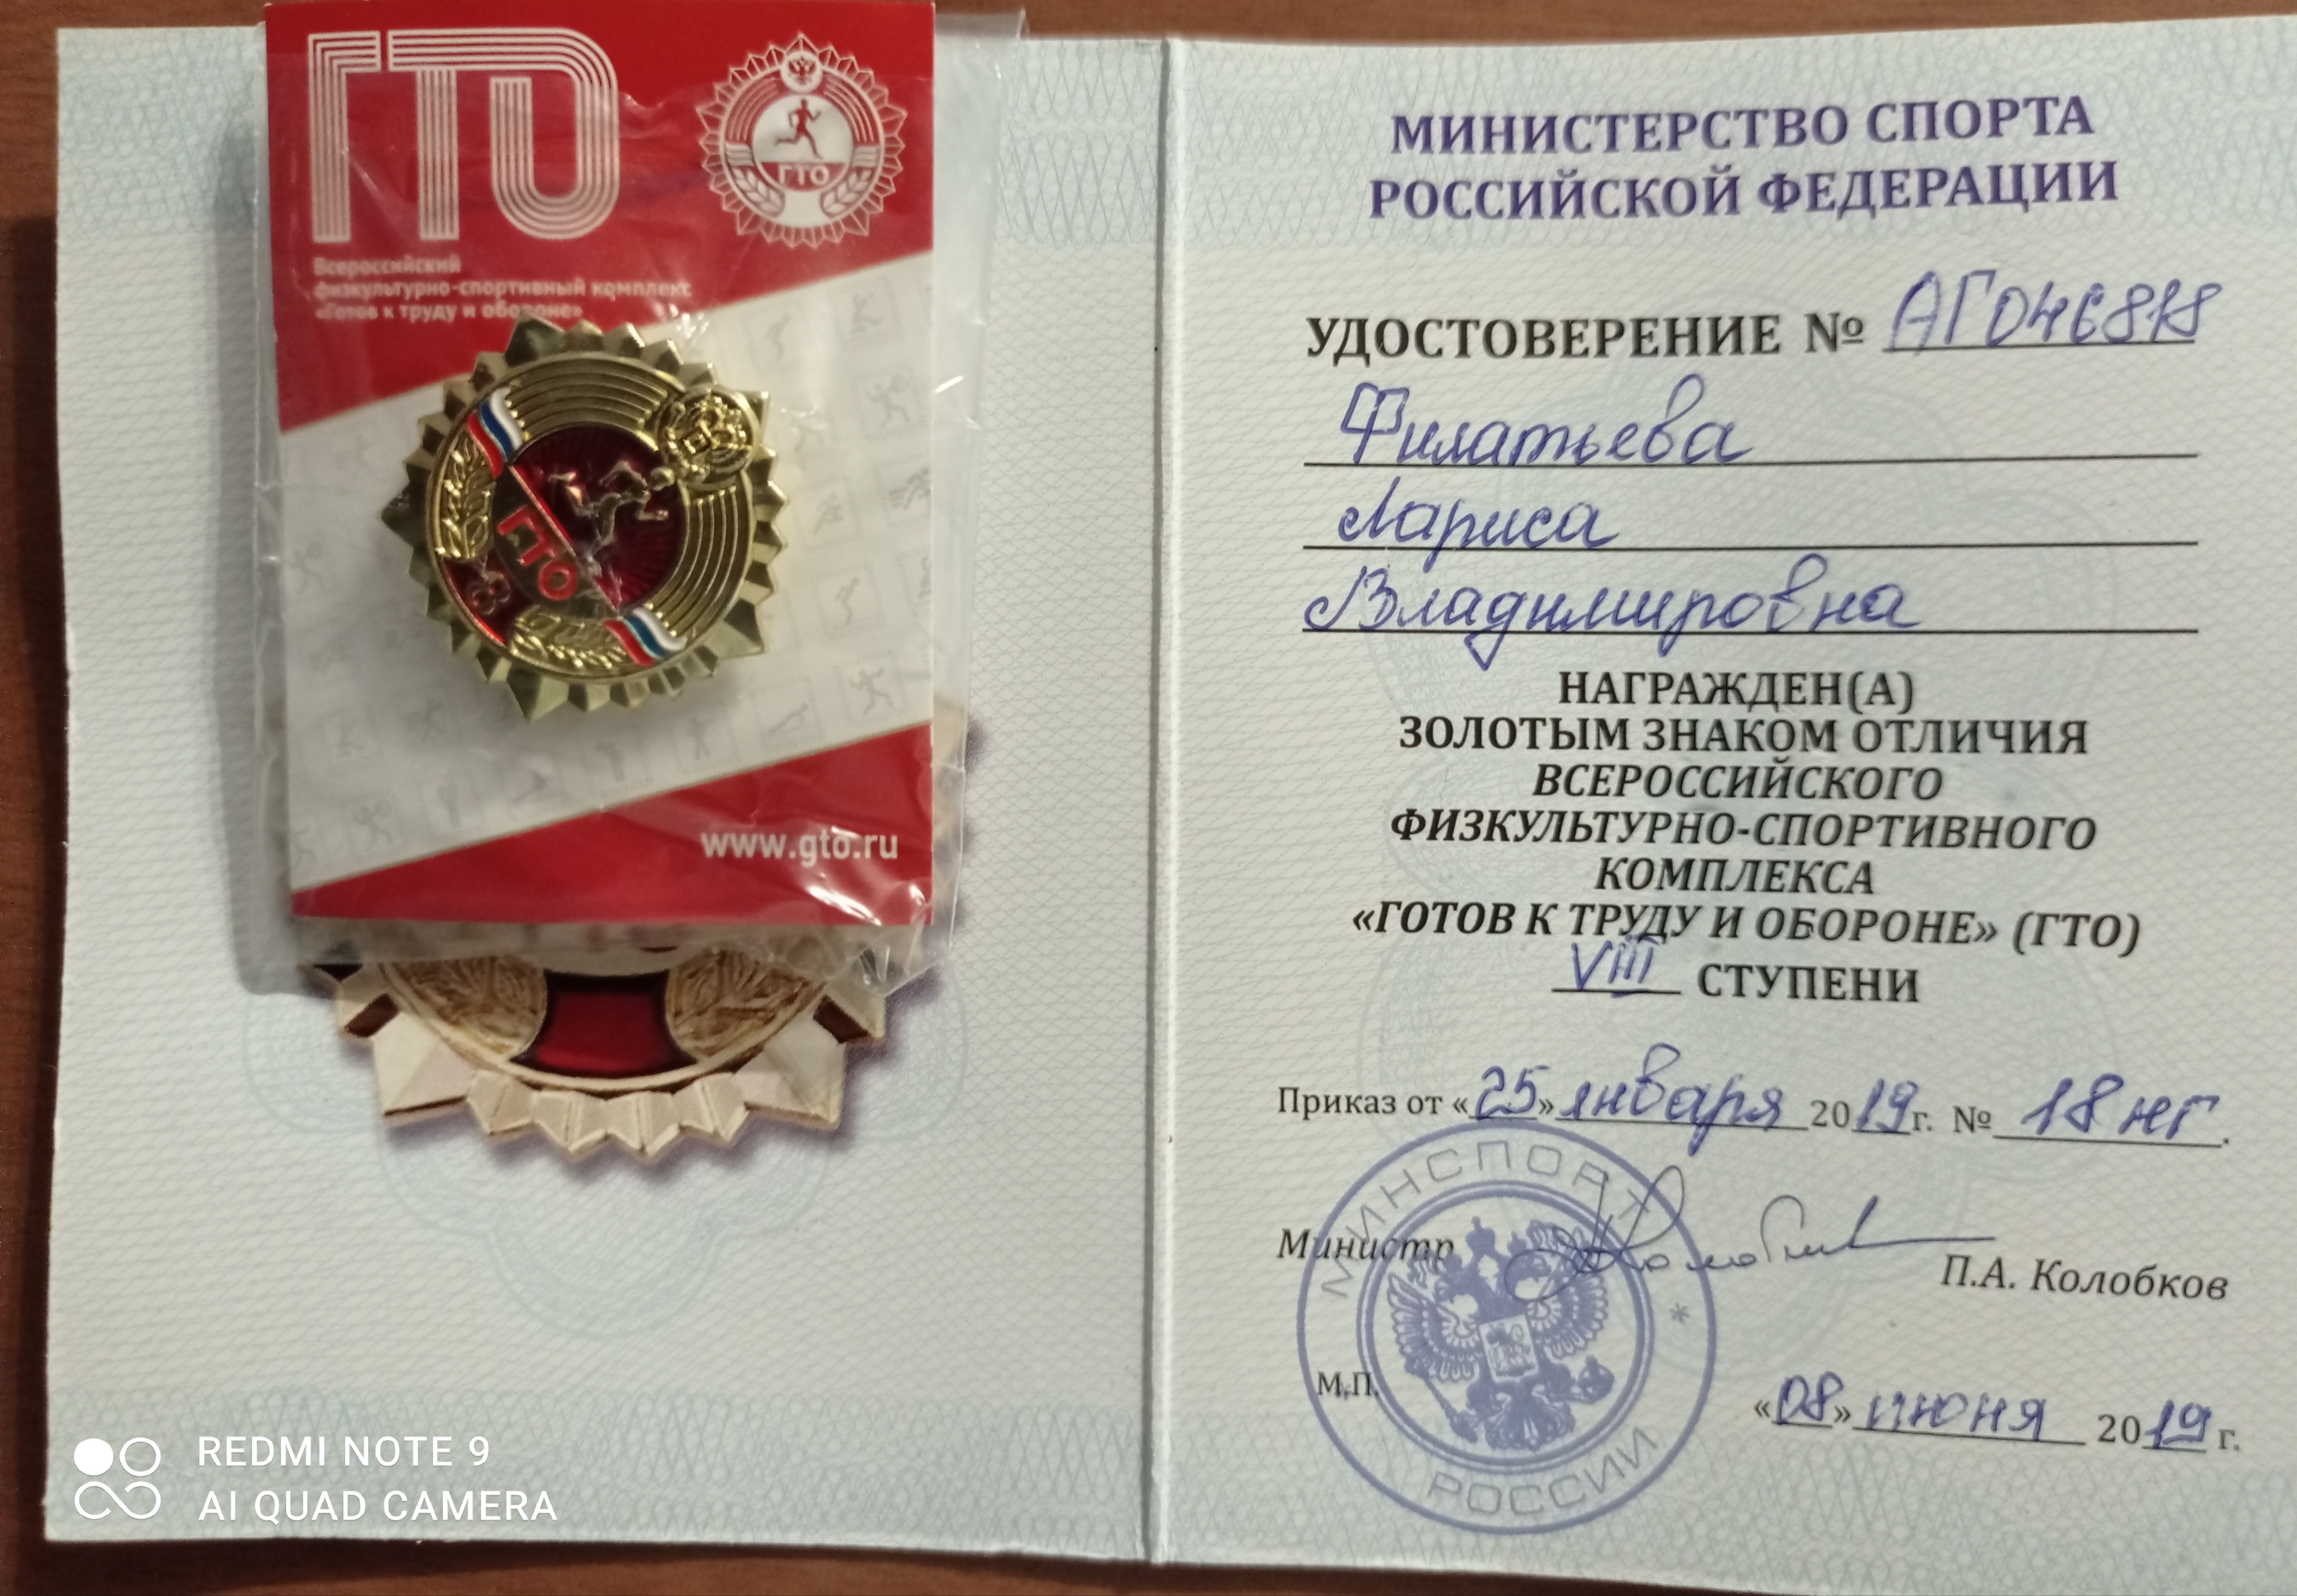 ГТО
ГТО
Всероссийский
физкультурно-спортивный комплекс
«Готов к труду и обороне»
ГТО
8
www.gto.ru
REDMI NOTE 9
AI QUAD CAMERA
МИНИСТЕРСТВО СПОРТА
РОССИЙСКОЙ ФЕДЕРАЦИИ
УДОСТОВЕРЕНИЕ №
Филатьева
Лариса
Владимировна
НАГРАЖДЕН(А)
ЗОЛОТЫМ ЗНАКОМ ОТЛИЧИЯ
ВСЕРОССИЙСКОГО
ФИЗКУЛЬТУРНО-СПОРТИВНОГО
КОМПЛЕКСА
«ГОТОВ К ТРУДУ И ОБОРОНЕ» (ГТО)
VIII СТУПЕНИ
Приказ от «25» января 2019 г. № 18 нг.
Министр
П.А. Колобков
МИНСПОРТ
РОССИИ
М.П.
«08» июня 2019 г.